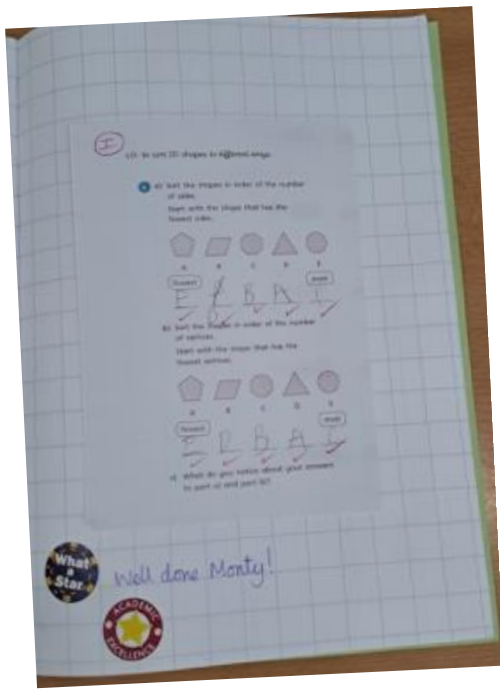 I
LO: to sort 2D shapes in different ways.
a) Sort the shapes in order of the number
of sides.
Start with the shape that has the
fewest sides.
A B C D E
fewest most
E D B A C
b) Sort the shapes in order of the number
of vertices.
Start with the shape that has the
fewest vertices.
A B C D E
fewest most
E D B A
c) What do you notice about your answers
to part a) and part b)?
What
a
Star
Well done Monty!
ACADEMIC
EXCELLENCE